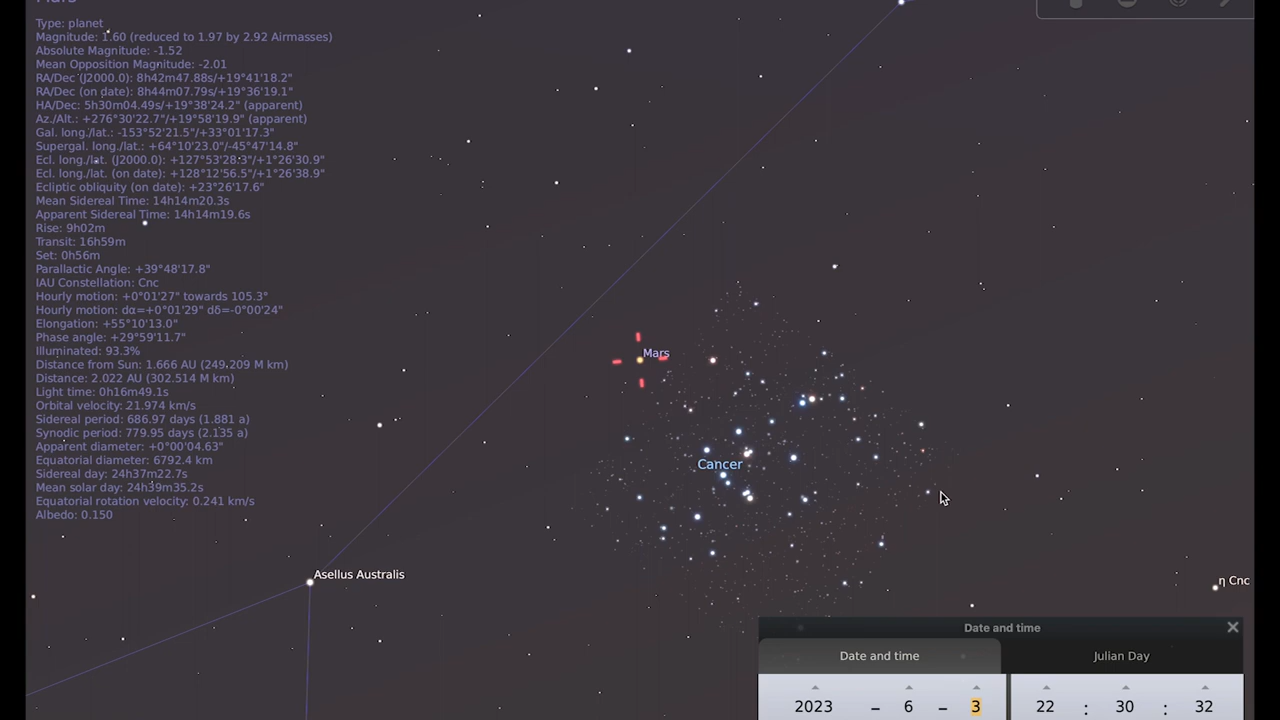 Mars
Type: planet
Magnitude: 1.60 (reduced to 1.97 by 2.92 Airmasses)
Absolute Magnitude: -1.52
Mean Opposition Magnitude: -2.01
RA/Dec (J2000.0): 8h42m47.88s/+19°41'18.2"
RA/Dec (on date): 8h44m07.79s/+19°36'19.1"
HA/Dec: 5h30m04.49s/+19°38'24.2" (apparent)
Az./Alt.: +276°30'22.7"/+19°58'19.9" (apparent)
Gal. long./lat.: -153°52'21.5"/+33°01'17.3"
Supergal. long./lat.: +64°10'23.0"/-45°47'14.8"
Ecl. long./lat. (J2000.0): +127°53'28.3"/+1°26'30.9"
Ecl. long./lat. (on date): +128°12'56.5"/+1°26'38.9"
Ecliptic obliquity (on date): +23°26'17.6"
Mean Sidereal Time: 14h14m20.3s
Apparent Sidereal Time: 14h14m19.6s
Rise: 9h02m
Transit: 16h59m
Set: 0h56m
Parallactic Angle: +39°48'17.8"
IAU Constellation: Cnc
Hourly motion: +0°01'27" towards 105.3°
Hourly motion: dα=+0°01'29" dδ=-0°00'24"
Elongation: +55°10'13.0"
Phase angle: +29°59'11.7"
Illuminated: 93.3%
Distance from Sun: 1.666 AU (249.209 M km)
Distance: 2.022 AU (302.514 M km)
Light time: 0h16m49.1s
Orbital velocity: 21.974 km/s
Sidereal period: 686.97 days (1.881 a)
Synodic period: 779.95 days (2.135 a)
Apparent diameter: +0°00'04.63"
Equatorial diameter: 6792.4 km
Sidereal day: 24h37m22.7s
Mean solar day: 24h39m35.2s
Equatorial rotation velocity: 0.241 km/s
Albedo: 0.150
Mars
Cancer
Asellus Australis
η Cnc
Date and time
Date and time Julian Day
2023 – 6 – 3 22 : 30 : 32